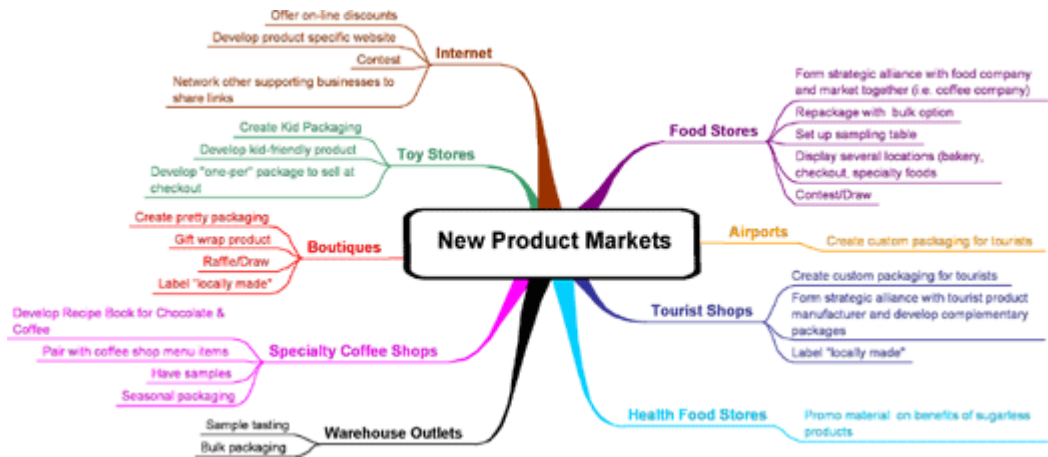 New Product Markets
Internet
Offer on-line discounts
Develop product specific website
Contest
Network other supporting businesses to
share links
Toy Stores
Create Kid Packaging
Develop kid-friendly product
Develop "one-per" package to sell at
checkout
Boutiques
Create pretty packaging
Gift wrap product
Raffle/Draw
Label "locally made"
Specialty Coffee Shops
Develop Recipe Book for Chocolate &
Coffee
Pair with coffee shop menu items
Have samples
Seasonal packaging
Warehouse Outlets
Sample tasting
Bulk packaging
Food Stores
Form strategic alliance with food company
and market together (i.e. coffee company)
Repackage with bulk option
Set up sampling table
Display several locations (bakery,
checkout, specialty foods
Contest/Draw
Airports
Create custom packaging for tourists
Tourist Shops
Create custom packaging for tourists
Form strategic alliance with tourist product
manufacturer and develop complementary
packages
Label "locally made"
Health Food Stores
Promo material on benefits of sugarless
products